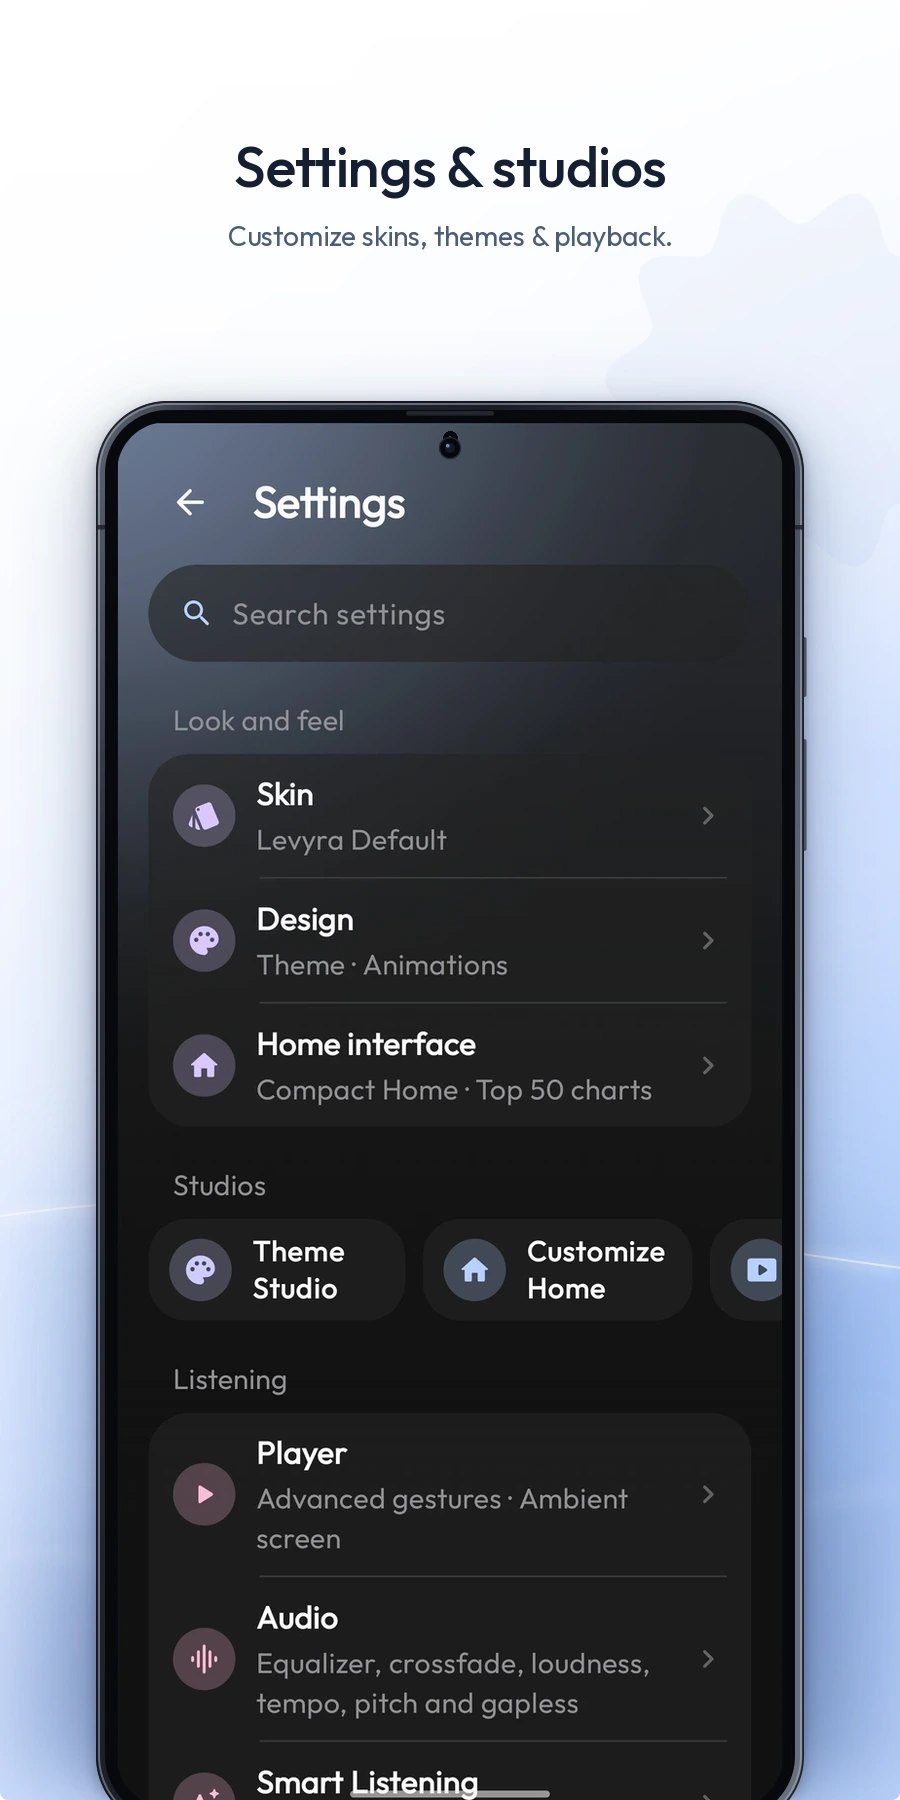 Settings & studios
Customize skins, themes & playback.
Settings
Search settings
Look and feel
Skin
Levyra Default
Design
Theme · Animations
Home interface
Compact Home · Top 50 charts
Studios
Theme
Studio
Customize
Home
Listening
Player
Advanced gestures · Ambient
screen
Audio
Equalizer, crossfade, loudness,
tempo, pitch and gapless
Smart Listening